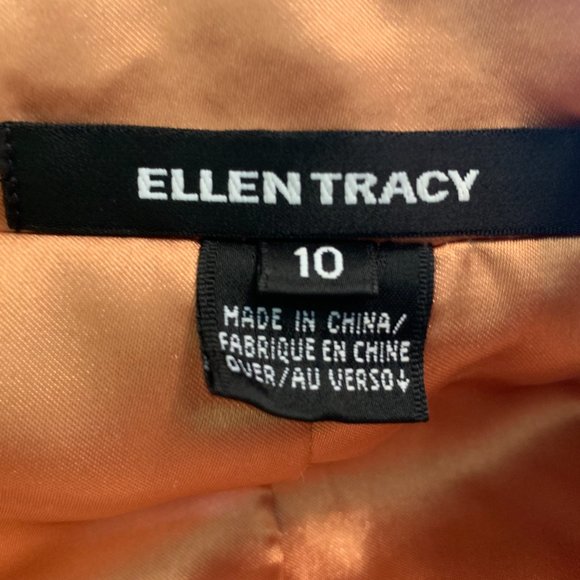 ELLEN TRACY
10
MADE IN CHINA/
FABRIQUE EN CHINE
OVER/AU VERSO↓